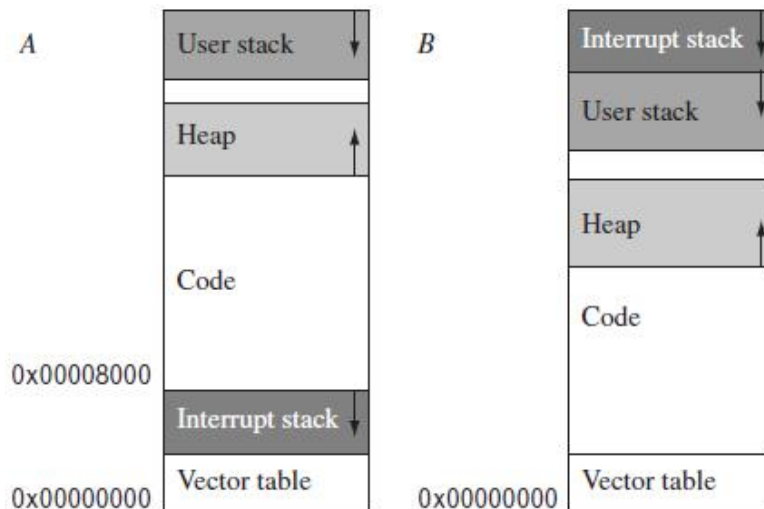 A
User stack
Heap
Code
0x00008000
Interrupt stack
Vector table
0x00000000
B
Interrupt stack
User stack
Heap
Code
Vector table
0x00000000